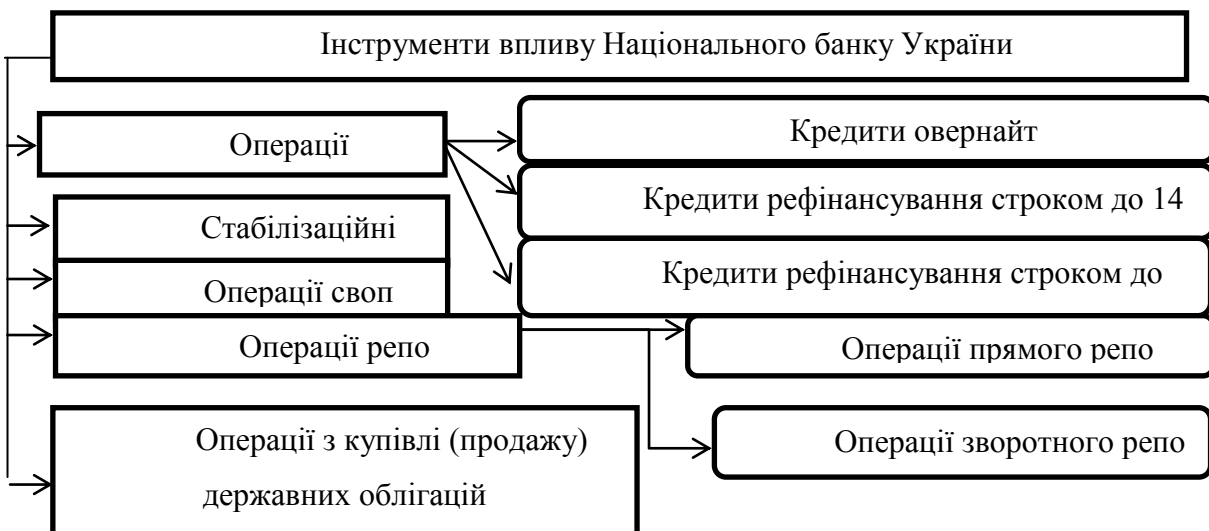 Інструменти впливу Національного банку України
Операції
Кредити овернайт
Кредити рефінансування строком до 14
Стабілізаційні
Кредити рефінансування строком до
Операції своп
Операції репо
Операції прямого репо
Операції з купівлі (продажу)
державних облігацій
Операції зворотного репо